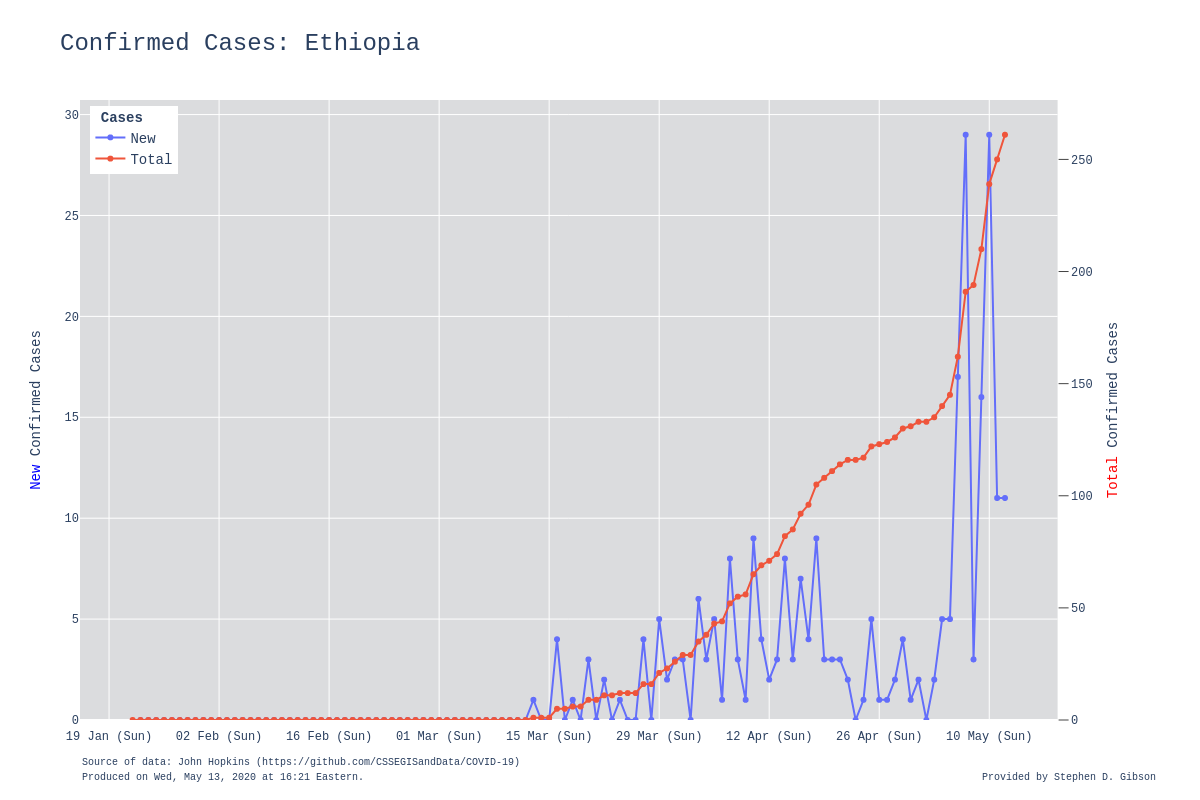 Confirmed Cases: Ethiopia
Cases
New
Total
30
25
20
15
10
5
0
New Confirmed Cases
250
200
150
100
50
0
Total Confirmed Cases
19 Jan (Sun) 02 Feb (Sun) 16 Feb (Sun) 01 Mar (Sun) 15 Mar (Sun) 29 Mar (Sun) 12 Apr (Sun) 26 Apr (Sun) 10 May (Sun)
Source of data: John Hopkins (https://github.com/CSSEGISandData/COVID-19)
Produced on Wed, May 13, 2020 at 16:21 Eastern.
Provided by Stephen D. Gibson